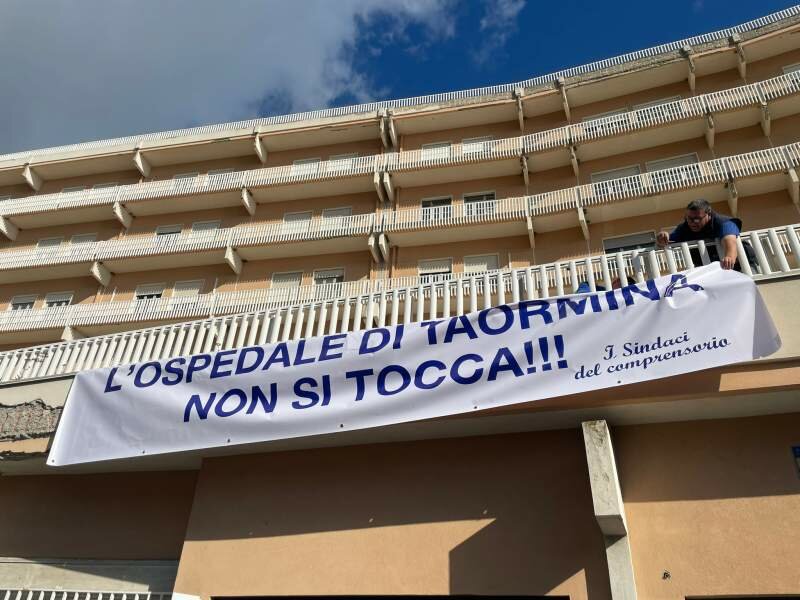 L'OSPEDALE DI TAORMINA
NON SI TOCCA!!!
I Sindaci
del comprensorio